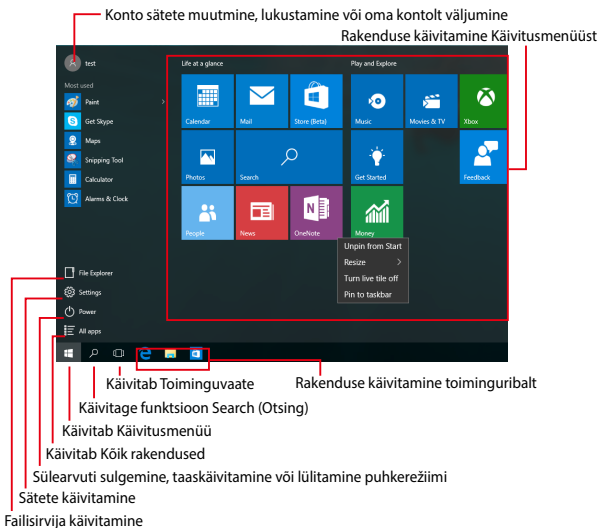 Konto sätete muutmine, lukustamine või oma kontolt väljumine
Rakenduse käivitamine Käivitusmenüüst
test
Life at a glance
Play and Explore
Most used
Paint
Get Skype
Maps
Snipping Tool
Calculator
Alarms & Clock
Calendar
Mail
Store (Beta)
Music
Movies & TV
Xbox
Photos
Search
Get Started
Feedback
People
News
OneNote
Money
Unpin from Start
Resize
Turn live tile off
Pin to taskbar
File Explorer
Settings
Power
All apps
Käivitab Toiminguvaate
Rakenduse käivitamine toiminguribalt
Käivitage funktsioon Search (Otsing)
Käivitab Käivitusmenüü
Käivitab Kõik rakendused
Sülearvuti sulgemine, taaskäivitamine või lülitamine puhkerežiimi
Sätete käivitamine
Failisirvija käivitamine